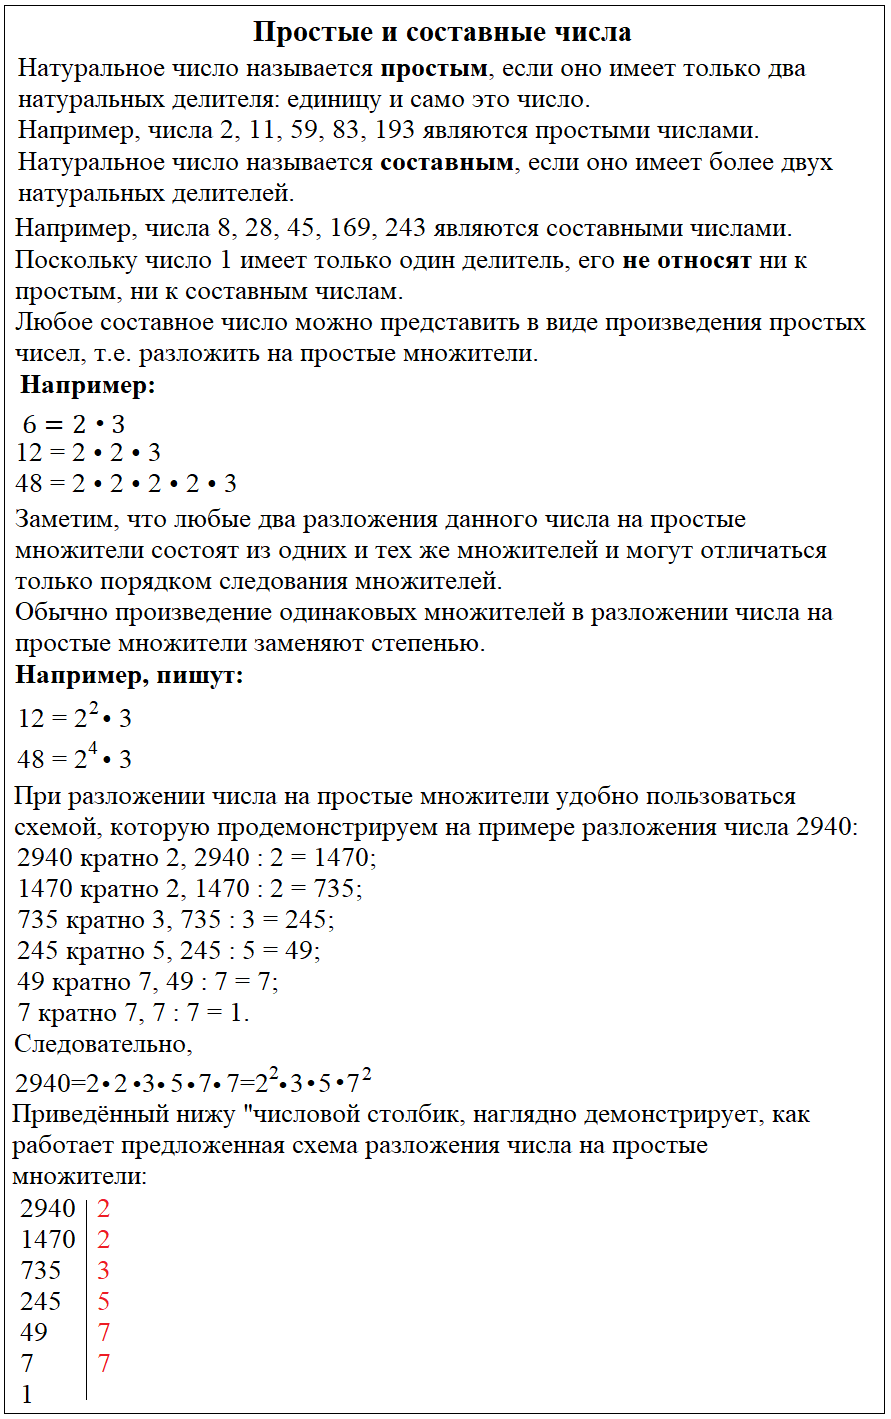 Простые и составные числа
Натуральное число называется простым, если оно имеет только два
натуральных делителя: единицу и само это число.
Например, числа 2, 11, 59, 83, 193 являются простыми числами.
Натуральное число называется составным, если оно имеет более двух
натуральных делителей.
Например, числа 8, 28, 45, 169, 243 являются составными числами.
Поскольку число 1 имеет только один делитель, его не относят ни к
простым, ни к составным числам.
Любое составное число можно представить в виде произведения простых
чисел, т.е. разложить на простые множители.
Например:
6 = 2 • 3
12 = 2 • 2 • 3
48 = 2 • 2 • 2 • 2 • 3
Заметим, что любые два разложения данного числа на простые
множители состоят из одних и тех же множителей и могут отличаться
только порядком следования множителей.
Обычно произведение одинаковых множителей в разложении числа на
простые множители заменяют степенью.
Например, пишут:
12 = 2² • 3
48 = 2⁴ • 3
При разложении числа на простые множители удобно пользоваться
схемой, которую продемонстрируем на примере разложения числа 2940:
2940 кратно 2, 2940 : 2 = 1470;
1470 кратно 2, 1470 : 2 = 735;
735 кратно 3, 735 : 3 = 245;
245 кратно 5, 245 : 5 = 49;
49 кратно 7, 49 : 7 = 7;
7 кратно 7, 7 : 7 = 1.
Следовательно,
2940=2•2•3•5•7•7=2²•3•5•7²
Приведённый нижу "числовой столбик, наглядно демонстрирует, как
работает предложенная схема разложения числа на простые
множители:
2940 | 2
1470 | 2
735 | 3
245 | 5
49 | 7
7 | 7
1 |